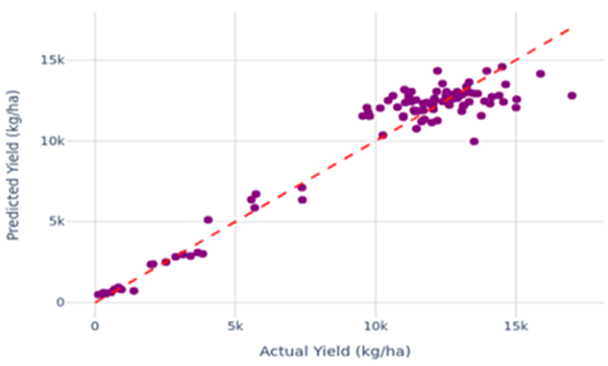 15k
10k
5k
0
Predicted Yield (kg/ha)
0
5k
10k
15k
Actual Yield (kg/ha)